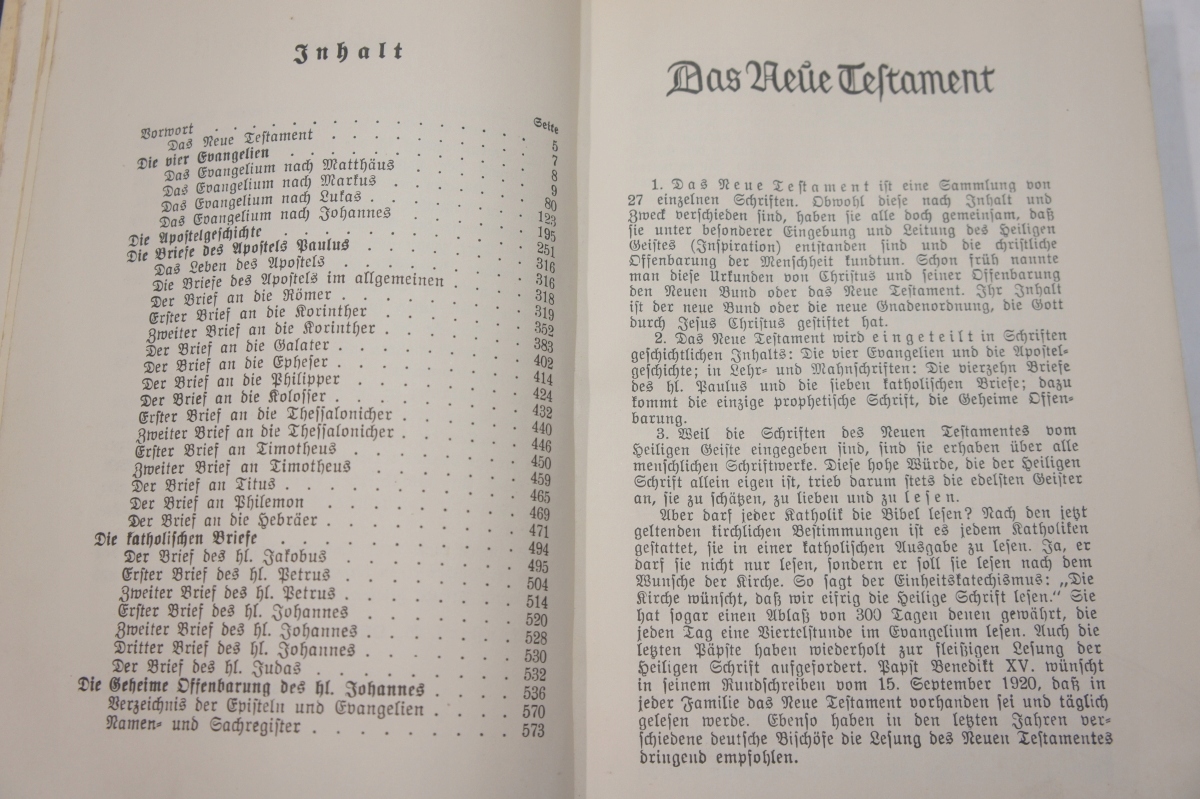 Inhalt
Seite
Vorwort . . . . . . . . . . . . 5
Das Neue Testament . . . . . . . . 7
Die vier Evangelien . . . . . . . . . 8
Das Evangelium nach Matthäus . . . . . 9
Das Evangelium nach Markus . . . . . . 80
Das Evangelium nach Lukas . . . . . . 123
Das Evangelium nach Johannes . . . . . 195
Die Apostelgeschichte . . . . . . . . . 251
Die Briefe des Apostels Paulus . . . . . . 316
Das Leben des Apostels . . . . . . . 316
Die Briefe des Apostels im allgemeinen . . . 318
Der Brief an die Römer . . . . . . . 319
Erster Brief an die Korinther . . . . . . 352
Zweiter Brief an die Korinther . . . . . 383
Der Brief an die Galater . . . . . . . 402
Der Brief an die Epheser . . . . . . . 414
Der Brief an die Philipper . . . . . . 424
Der Brief an die Kolosser . . . . . . . 432
Erster Brief an die Thessalonicher . . . . 440
Zweiter Brief an die Thessalonicher . . . . 446
Erster Brief an Timotheus . . . . . . 450
Zweiter Brief an Timotheus . . . . . . 459
Der Brief an Titus . . . . . . . . 465
Der Brief an Philemon . . . . . . . 469
Der Brief an die Hebräer . . . . . . . 471
Die katholischen Briefe . . . . . . . . 494
Der Brief des hl. Jakobus . . . . . . 495
Erster Brief des hl. Petrus . . . . . . 504
Zweiter Brief des hl. Petrus . . . . . . 514
Erster Brief des hl. Johannes . . . . . 520
Zweiter Brief des hl. Johannes . . . . . 528
Dritter Brief des hl. Johannes . . . . . 530
Der Brief des hl. Judas . . . . . . . 532
Die Geheime Offenbarung des hl. Johannes . . . 536
Verzeichnis der Episteln und Evangelien . . . . 570
Namen- und Sachregister . . . . . . . . 573
Das Neue Testament
1. Das Neue Testament ist eine Sammlung von
27 einzelnen Schriften. Obwohl diese nach Inhalt und
Zweck verschieden sind, haben sie alle doch gemeinsam, daß
sie unter besonderer Eingebung und Leitung des Heiligen
Geistes (Inspiration) entstanden sind und die christliche
Offenbarung der Menschheit kundtun. Schon früh nannte
man diese Urkunden von Christus und seiner Offenbarung
den Neuen Bund oder das Neue Testament. Ihr Inhalt
ist der neue Bund oder die neue Gnadenordnung, die Gott
durch Jesus Christus gestiftet hat.
2. Das Neue Testament wird eingeteilt in Schriften
geschichtlichen Inhalts: Die vier Evangelien und die Apostel-
geschichte; in Lehr- und Mahnschriften: Die vierzehn Briefe
des hl. Paulus und die sieben katholischen Briefe; dazu
kommt die einzige prophetische Schrift, die Geheime Offen-
barung.
3. Weil die Schriften des Neuen Testamentes vom
Heiligen Geiste eingegeben sind, sind sie erhaben über alle
menschlichen Schriftwerke. Diese hohe Würde, die der Heiligen
Schrift allein eigen ist, trieb darum stets die edelsten Geister
an, sie zu schätzen, zu lieben und zu lesen.
Aber darf jeder Katholik die Bibel lesen? Nach den jetzt
geltenden kirchlichen Bestimmungen ist es jedem Katholiken
gestattet, sie in einer katholischen Ausgabe zu lesen. Ja, er
darf sie nicht nur lesen, sondern er soll sie lesen nach dem
Wunsche der Kirche. So sagt der Einheitskatechismus: „Die
Kirche wünscht, daß wir eifrig die Heilige Schrift lesen.“ Sie
hat sogar einen Ablaß von 300 Tagen denen gewährt, die
jeden Tag eine Viertelstunde im Evangelium lesen. Auch die
letzten Päpste haben wiederholt zur fleißigen Lesung der
Heiligen Schrift aufgefordert. Papst Benedikt XV. wünscht
in seinem Rundschreiben vom 15. September 1920, daß in
jeder Familie das Neue Testament vorhanden sei und täglich
gelesen werde. Ebenso haben in den letzten Jahren ver-
schiedene deutsche Bischöfe die Lesung des Neuen Testamentes
dringend empfohlen.